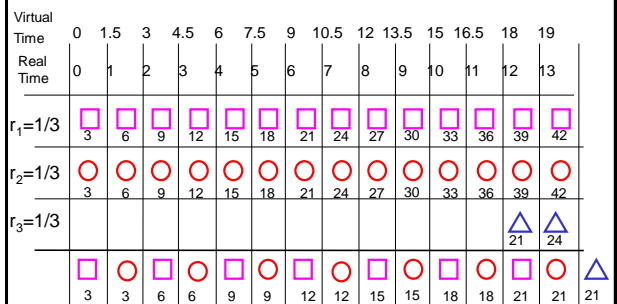 Virtual
Time 0 1.5 3 4.5 6 7.5 9 10.5 12 13.5 15 16.5 18 19
Real
Time 0 1 2 3 4 5 6 7 8 9 10 11 12 13
r1=1/3
3 6 9 12 15 18 21 24 27 30 33 36 39 42
r2=1/3
3 6 9 12 15 18 21 24 27 30 33 36 39 42
r3=1/3
21 24
3 3 6 6 9 9 12 12 15 15 18 18 21 21 21